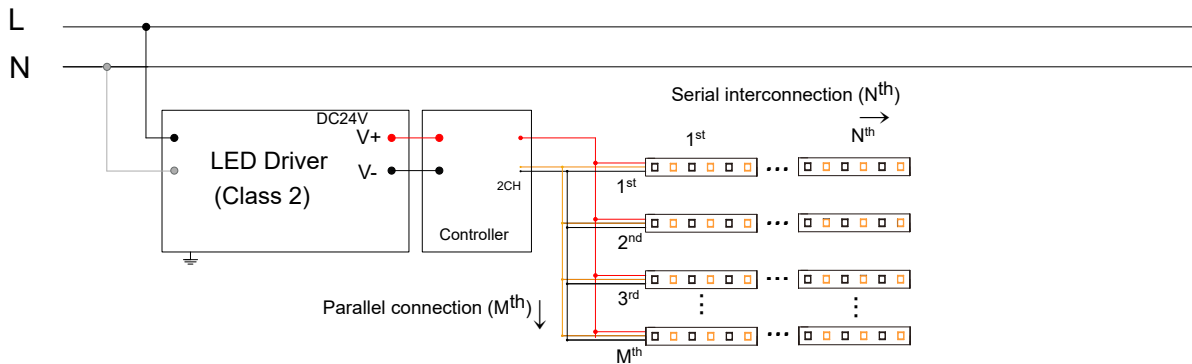 L
N
Serial interconnection (Nth)
1st
Nth
DC24V
V+
LED Driver
(Class 2)
V-
2CH
Controller
1st
2nd
3rd
Parallel connection (Mth)
Mth